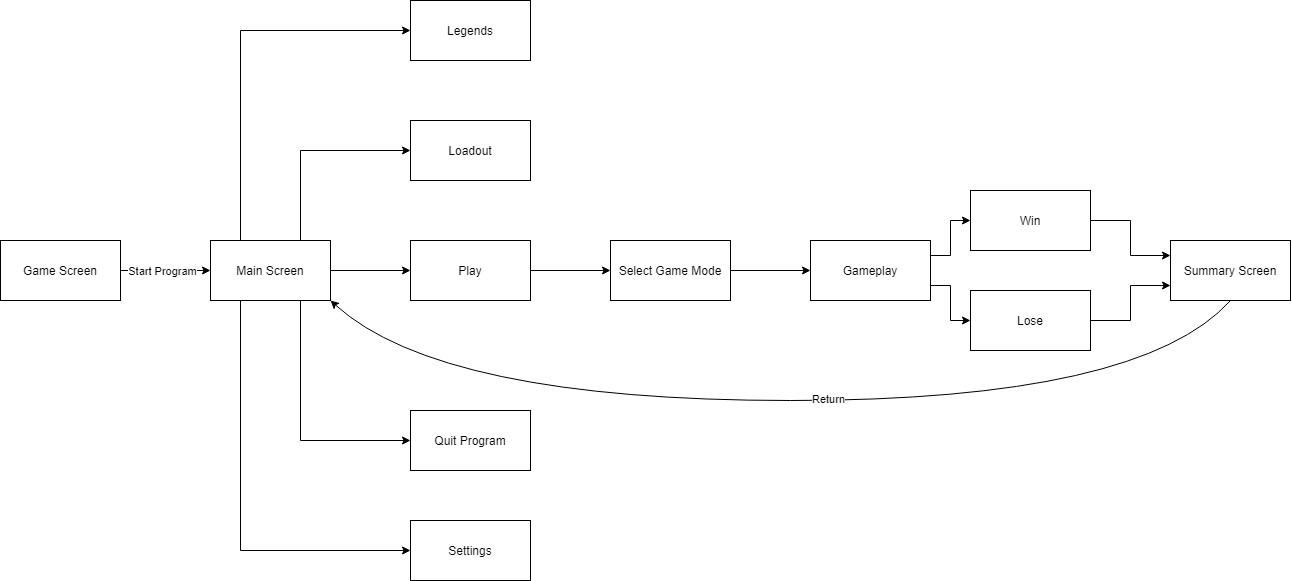 Legends
Loadout
Game Screen
Start Program
Main Screen
Play
Select Game Mode
Gameplay
Win
Lose
Summary Screen
Return
Quit Program
Settings